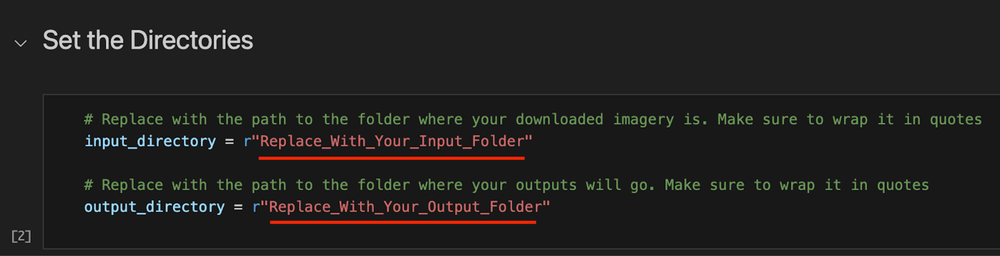 Set the Directories
# Replace with the path to the folder where your downloaded imagery is. Make sure to wrap it in quotes
input_directory = r"Replace_With_Your_Input_Folder"
# Replace with the path to the folder where your outputs will go. Make sure to wrap it in quotes
output_directory = r"Replace_With_Your_Output_Folder"
[2]